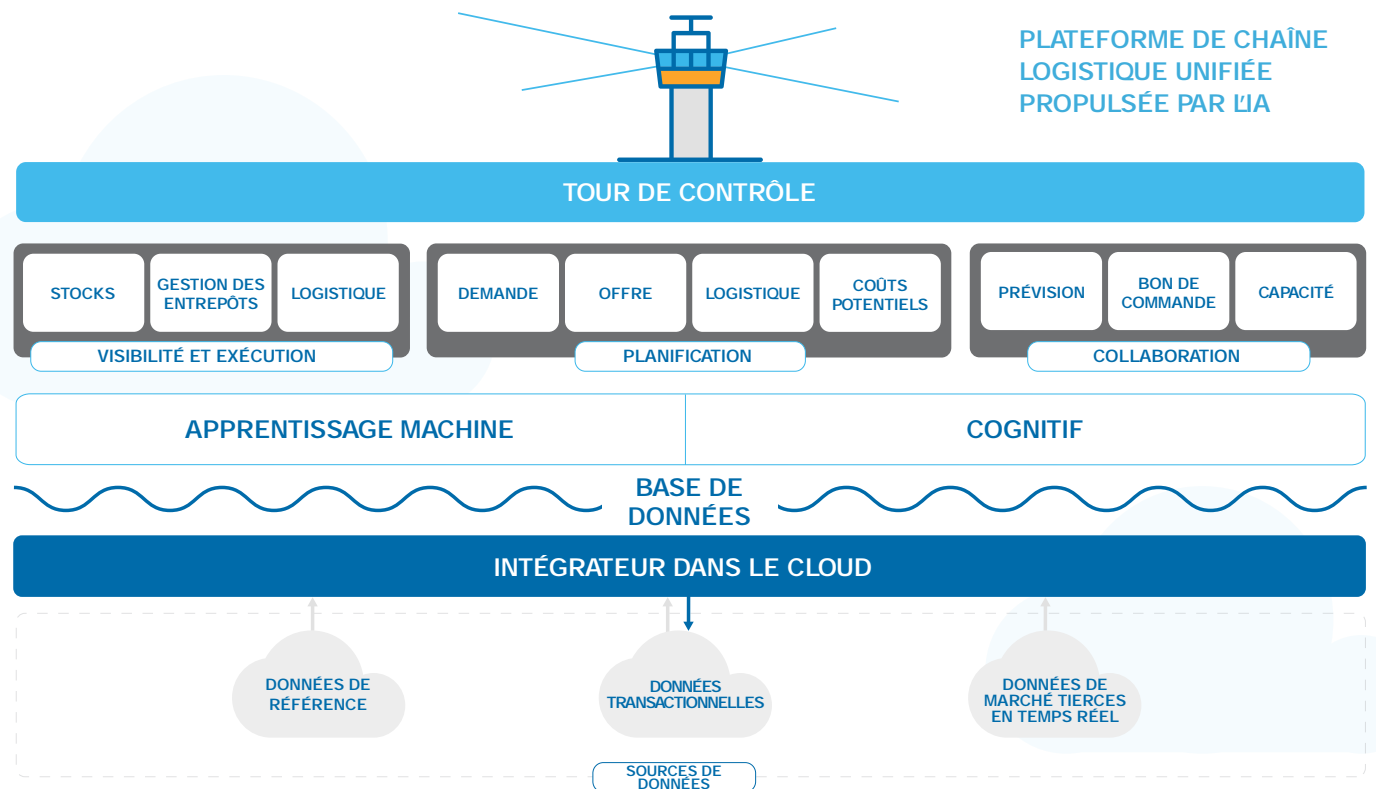 PLATEFORME DE CHAÎNE
LOGISTIQUE UNIFIÉE
PROPULSÉE PAR L'IA
TOUR DE CONTRÔLE
STOCKS
GESTION DES
ENTREPÔTS
LOGISTIQUE
VISIBILITÉ ET EXÉCUTION
DEMANDE
OFFRE
LOGISTIQUE
COÛTS
POTENTIELS
PLANIFICATION
PRÉVISION
BON DE
COMMANDE
CAPACITÉ
COLLABORATION
APPRENTISSAGE MACHINE
COGNITIF
BASE DE
DONNÉES
INTÉGRATEUR DANS LE CLOUD
DONNÉES DE
RÉFÉRENCE
DONNÉES
TRANSACTIONNELLES
DONNÉES DE
MARCHÉ TIERCES
EN TEMPS RÉEL
SOURCES DE
DONNÉES